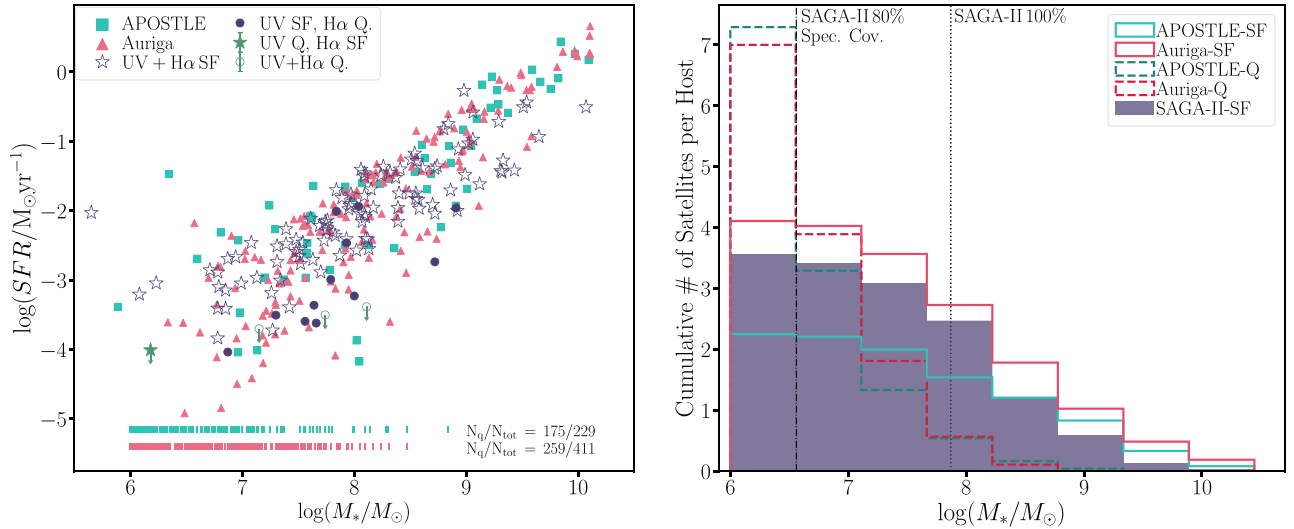 APOSTLE
Auriga
UV + Hα SF
UV SF, Hα Q.
UV Q, Hα SF
UV+Hα Q.
log(SFR/M⊙yr⁻¹)
0
−1
−2
−3
−4
−5
N_q/N_tot = 175/229
N_q/N_tot = 259/411
6 7 8 9 10
log(M_*/M⊙)
SAGA-II 80%
Spec. Cov.
SAGA-II 100%
APOSTLE-SF
Auriga-SF
APOSTLE-Q
Auriga-Q
SAGA-II-SF
Cumulative # of Satellites per Host
7
6
5
4
3
2
1
0
6 7 8 9 10
log(M_*/M⊙)